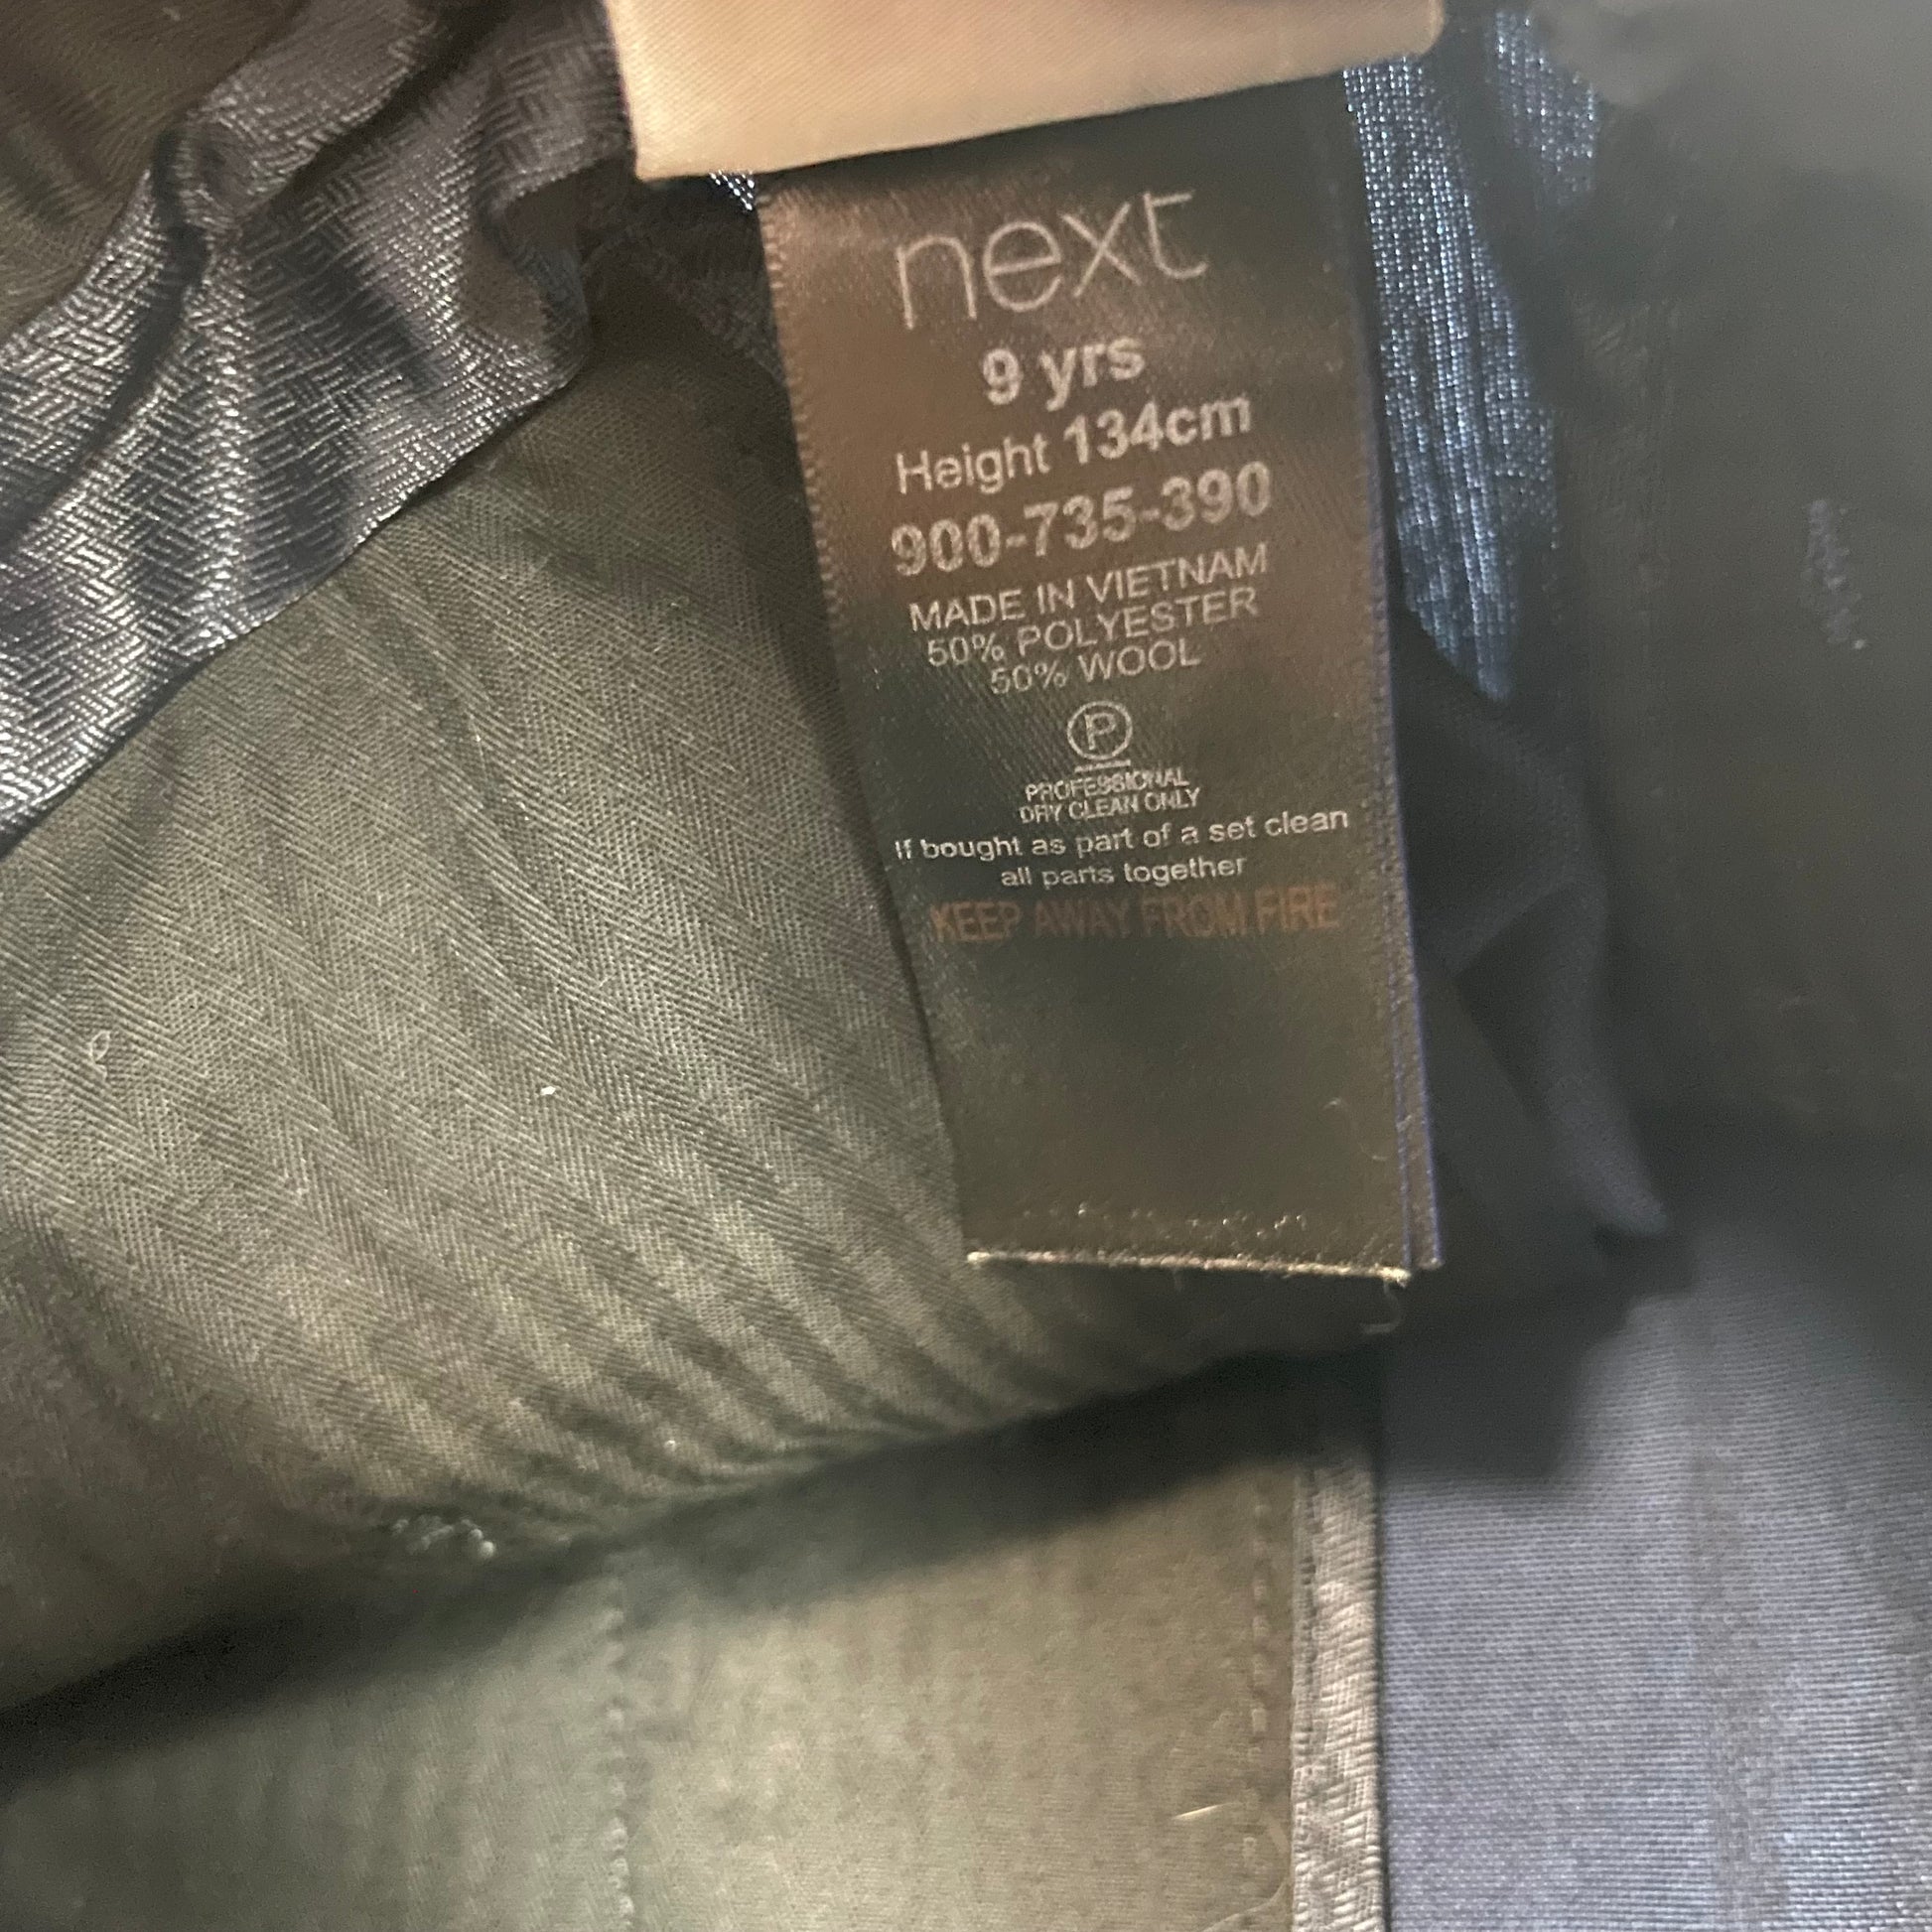 next
9 yrs
Height 134cm
900-735-390
MADE IN VIETNAM
50% POLYESTER
50% WOOL
P
PROFESSIONAL
DRY CLEAN ONLY
If bought as part of a set clean
all parts together
KEEP AWAY FROM FIRE